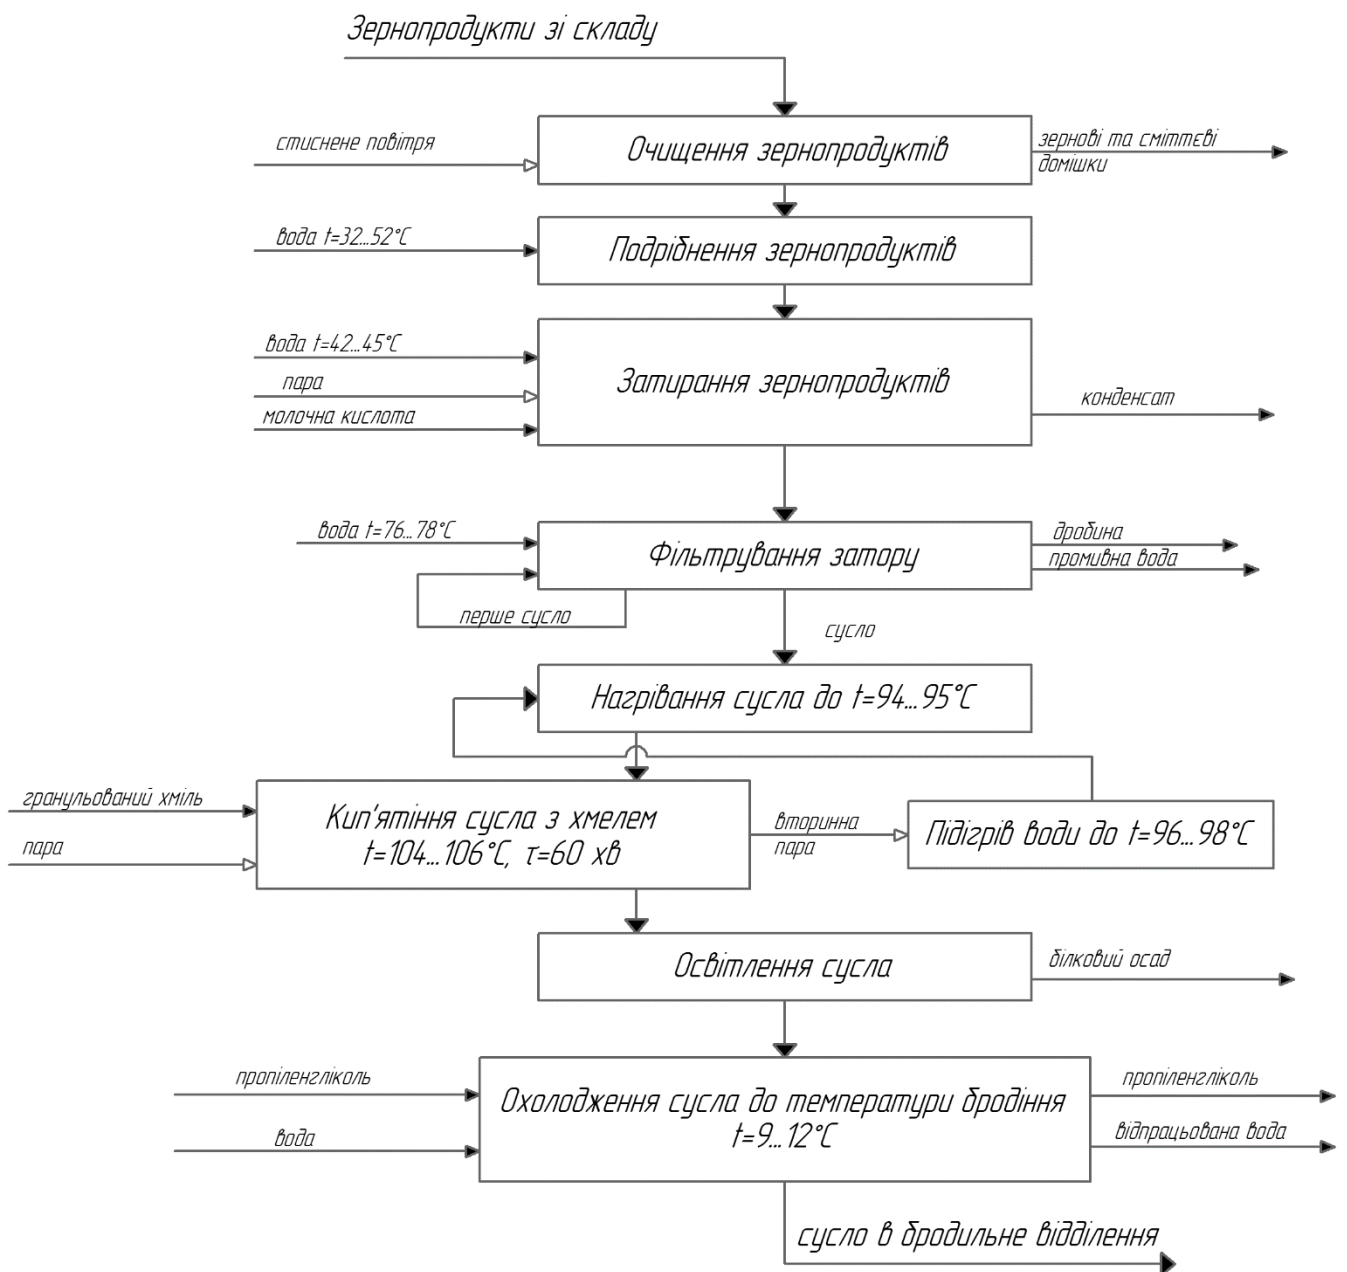 Зернопродукти зі складу
стиснене повітря
Очищення зернопродуктів
зернові та сміттєві
домішки
вода t=32...52°C
Подрібнення зернопродуктів
вода t=42...45°C
пара
молочна кислота
Затирання зернопродуктів
конденсат
вода t=76...78°C
Фільтрування затору
дробина
промивна вода
перше сусло
сусло
Нагрівання сусла до t=94...95°C
гранульований хміль
пара
Кип'ятіння сусла з хмелем
t=104...106°C, τ=60 хв
вторинна
пара
Підігрів води до t=96...98°C
Освітлення сусла
білковий осад
пропіленгліколь
вода
Охолодження сусла до температури бродіння
t=9...12°C
пропіленгліколь
відпрацьована вода
сусло в бродильне відділення